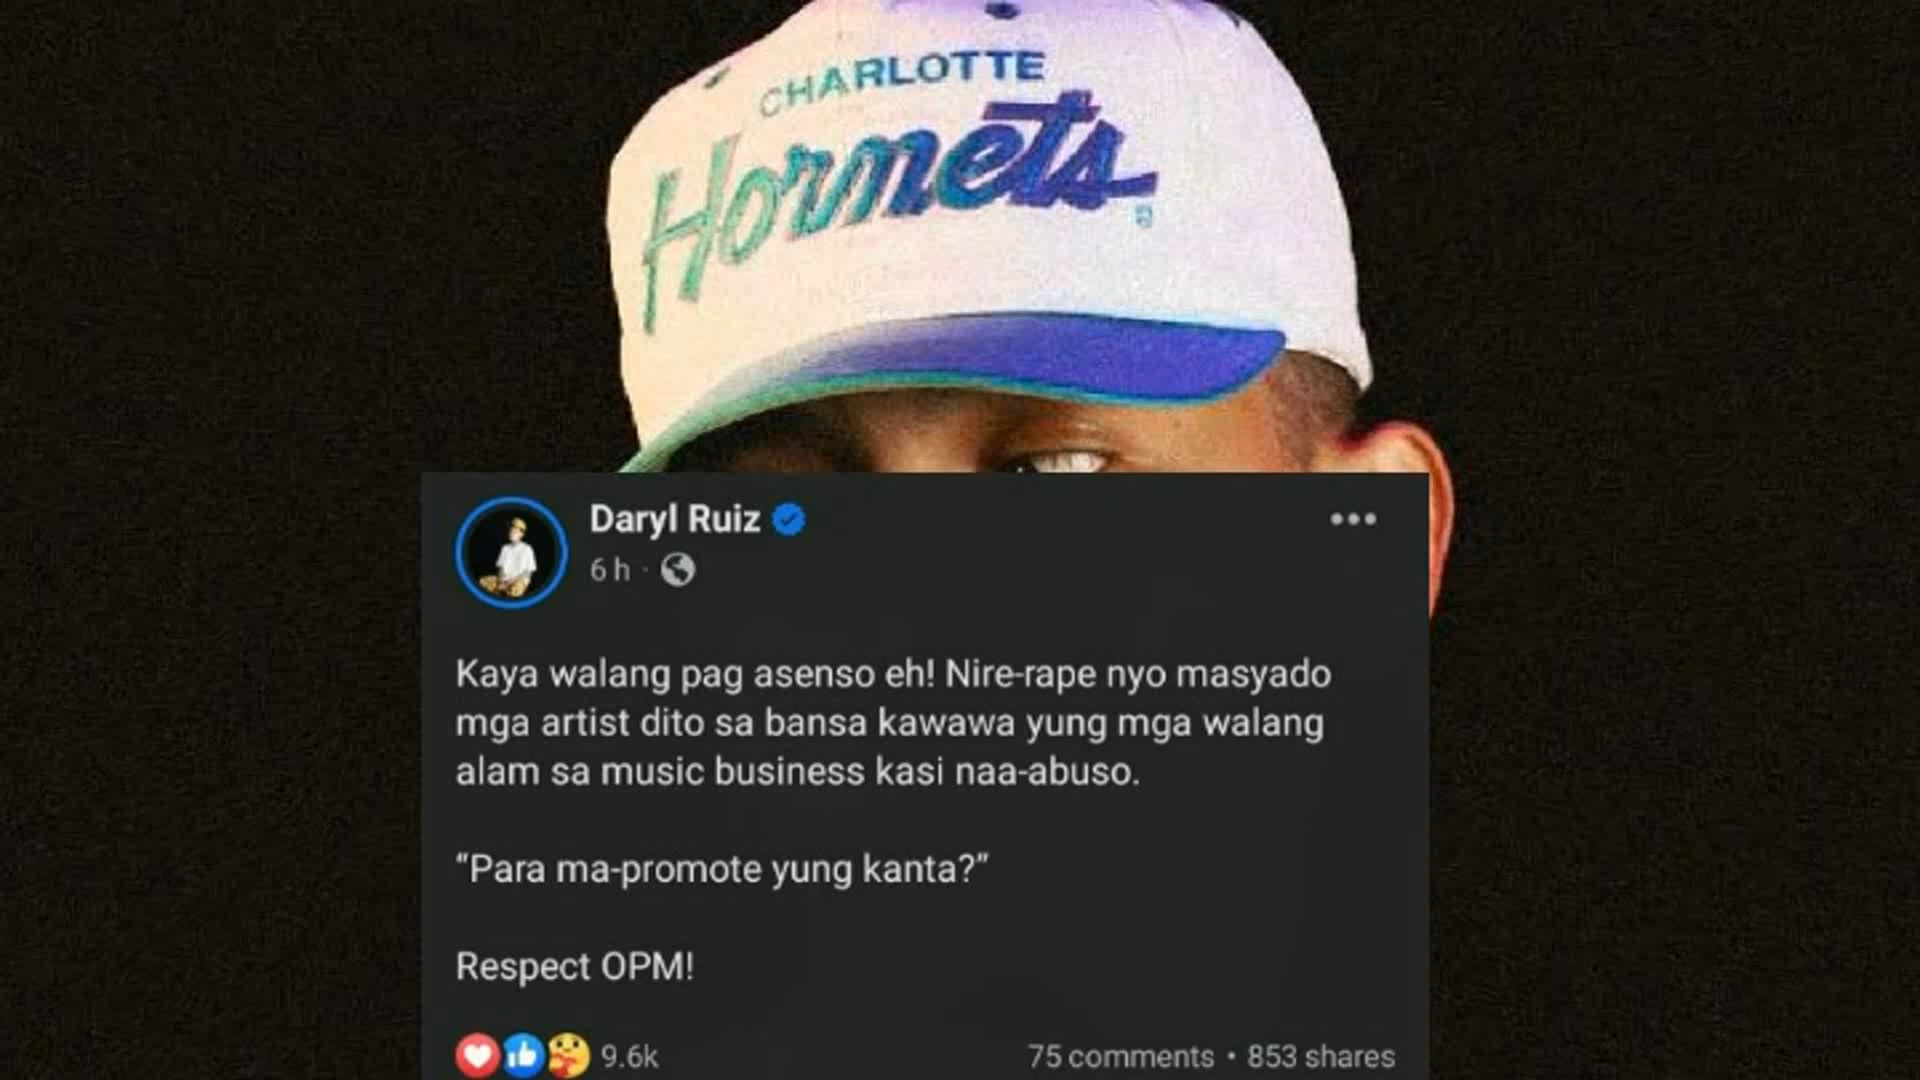 CHARLOTTE
Hornets
Daryl Ruiz
6 h ·
Kaya walang pag asenso eh! Nire-rape nyo masyado
mga artist dito sa bansa kawawa yung mga walang
alam sa music business kasi naa-abuso.
“Para ma-promote yung kanta?”
Respect OPM!
9.6k 75 comments • 853 shares